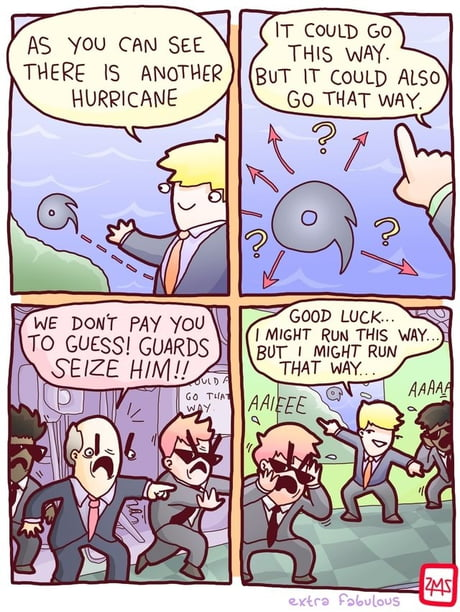 AS YOU CAN SEE
THERE IS ANOTHER
HURRICANE
IT COULD GO
THIS WAY.
BUT IT COULD ALSO
GO THAT WAY.
?
?
?
WE DON'T PAY YOU
TO GUESS! GUARDS
SEIZE HIM!!
OULD A
GO THAT
WAY
GOOD LUCK...
I MIGHT RUN THIS WAY...
BUT I MIGHT RUN
THAT WAY...
AAIEEE
AAAAA
ZMS
extra fabulous